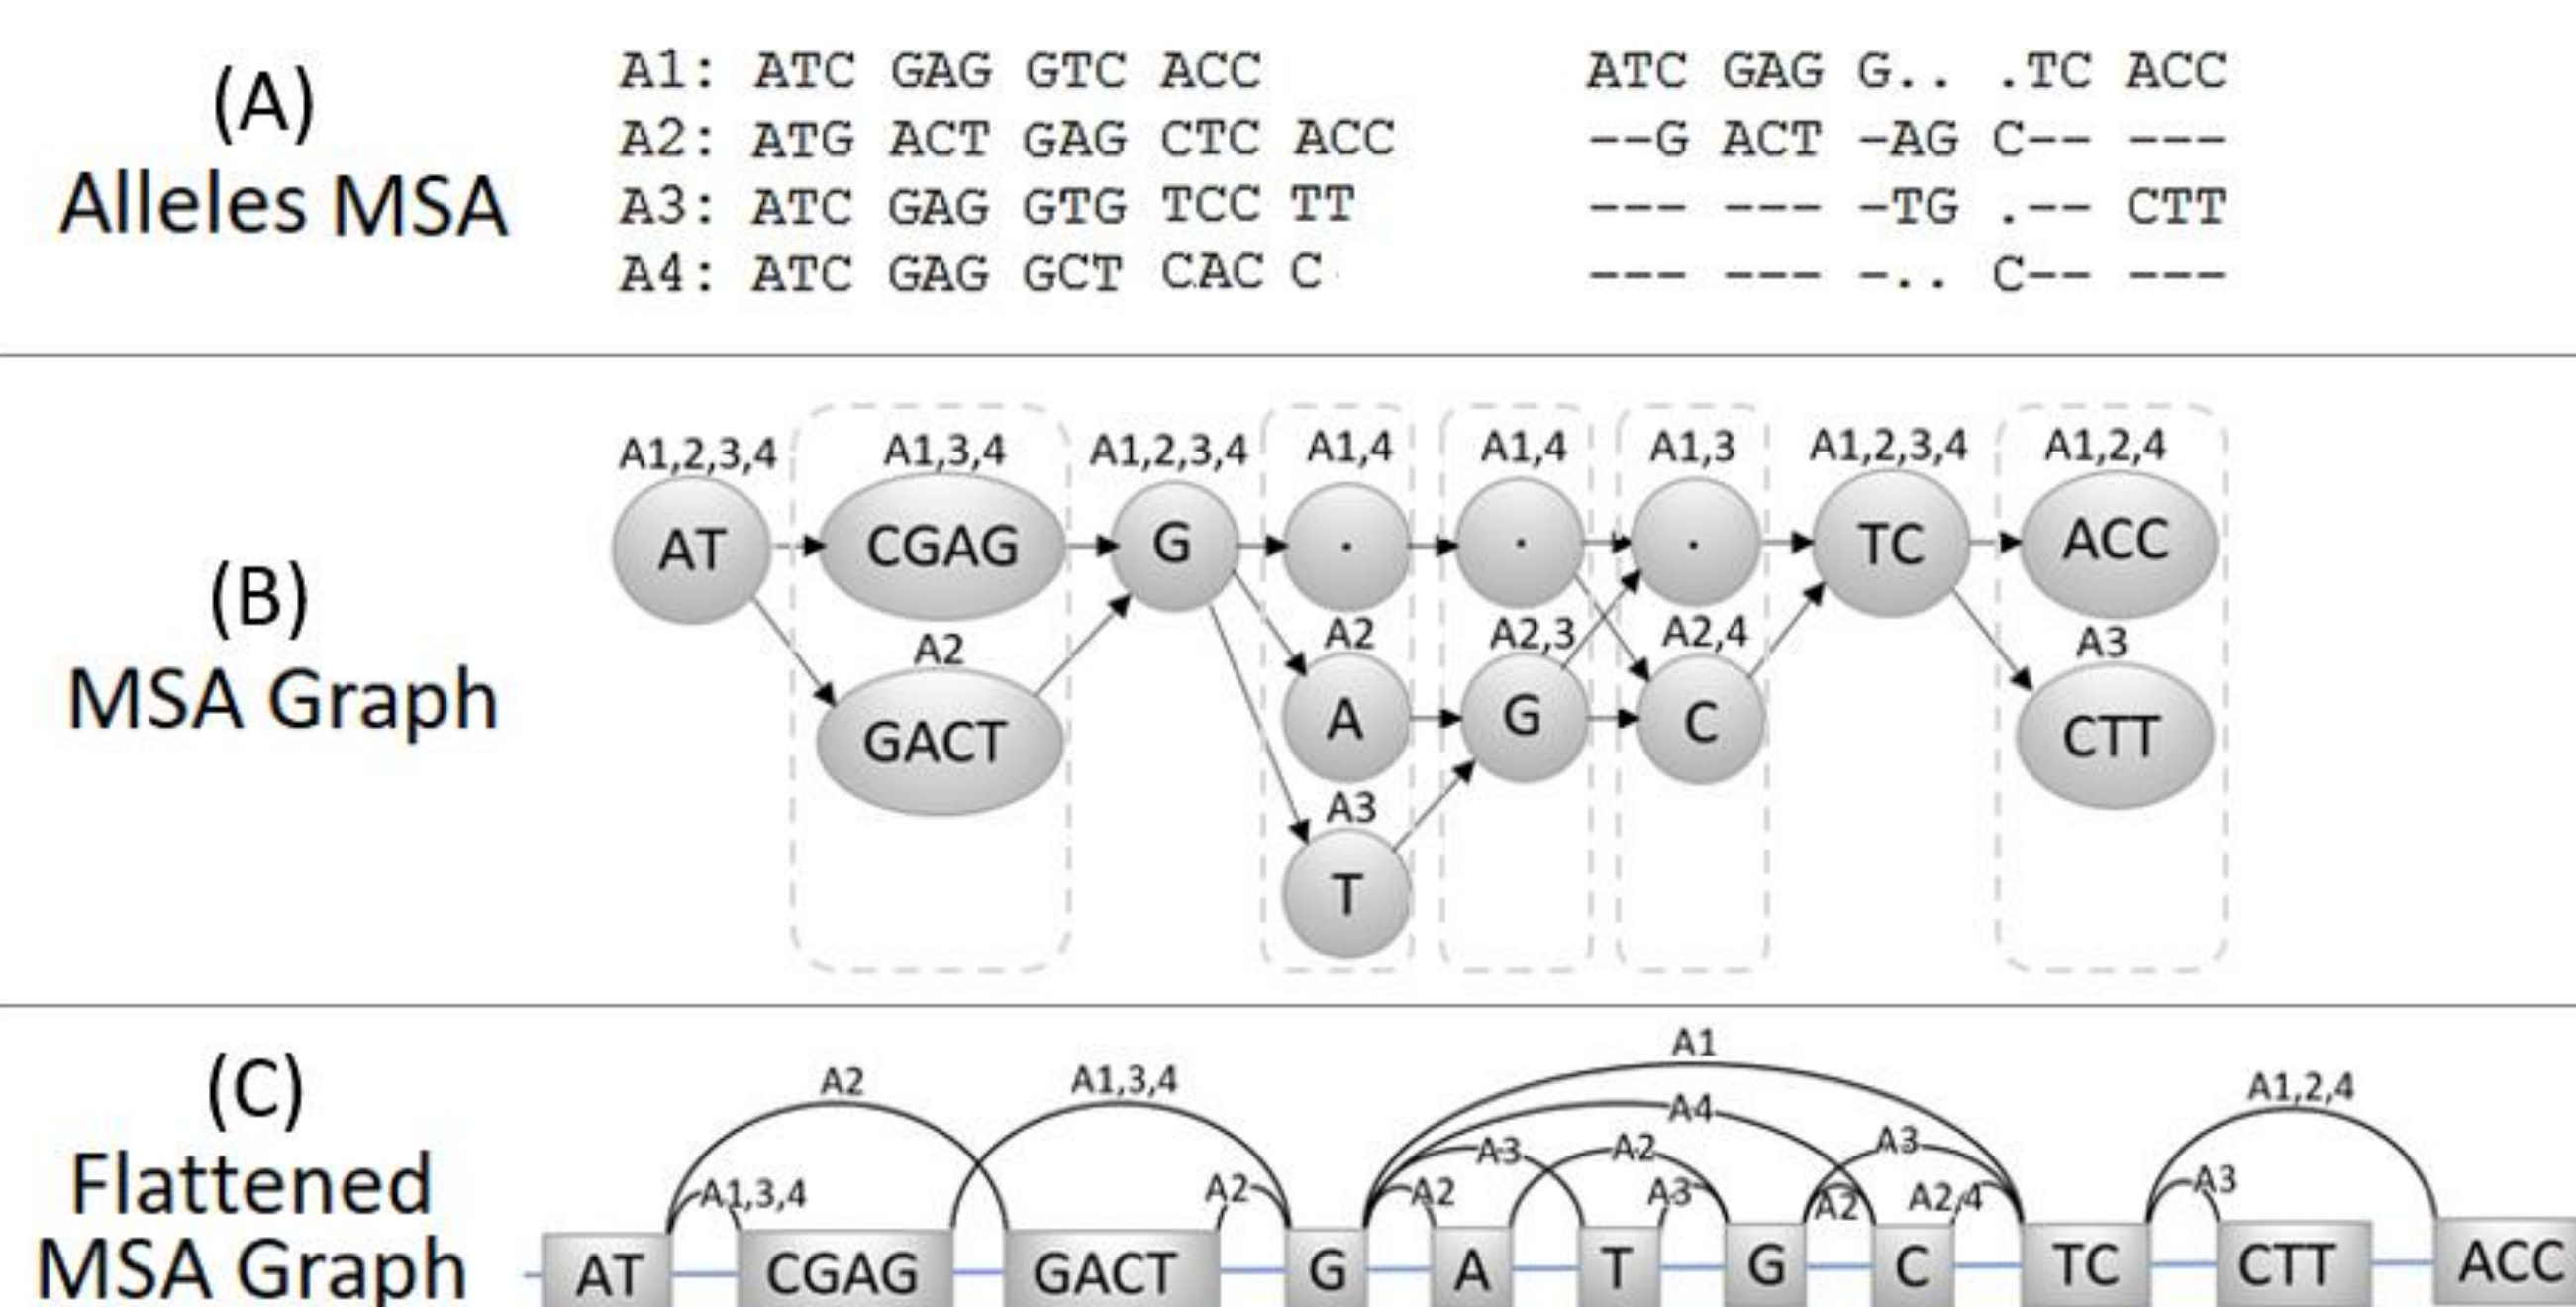 (A)
Alleles MSA
A1: ATC GAG GTC ACC
A2: ATG ACT GAG CTC ACC
A3: ATC GAG GTG TCC TT
A4: ATC GAG GCT CAC C
ATC GAG G.. .TC ACC
--G ACT -AG C-- ---
--- --- -TG .-- CTT
--- --- -.. C-- ---
(B)
MSA Graph
A1,2,3,4 A1,3,4 A1,2,3,4 A1,4 A1,4 A1,3 A1,2,3,4 A1,2,4
AT CGAG G . . . TC ACC
A2 A2 A2,3 A2,4 A3
GACT A G C CTT
A3
T
(C)
Flattened
MSA Graph
A1
A2 A1,3,4 A4 A1,2,4
A3 A2 A3
A1,3,4 A2 A2 A3 A2 A2,4 A3
AT CGAG GACT G A T G C TC CTT ACC